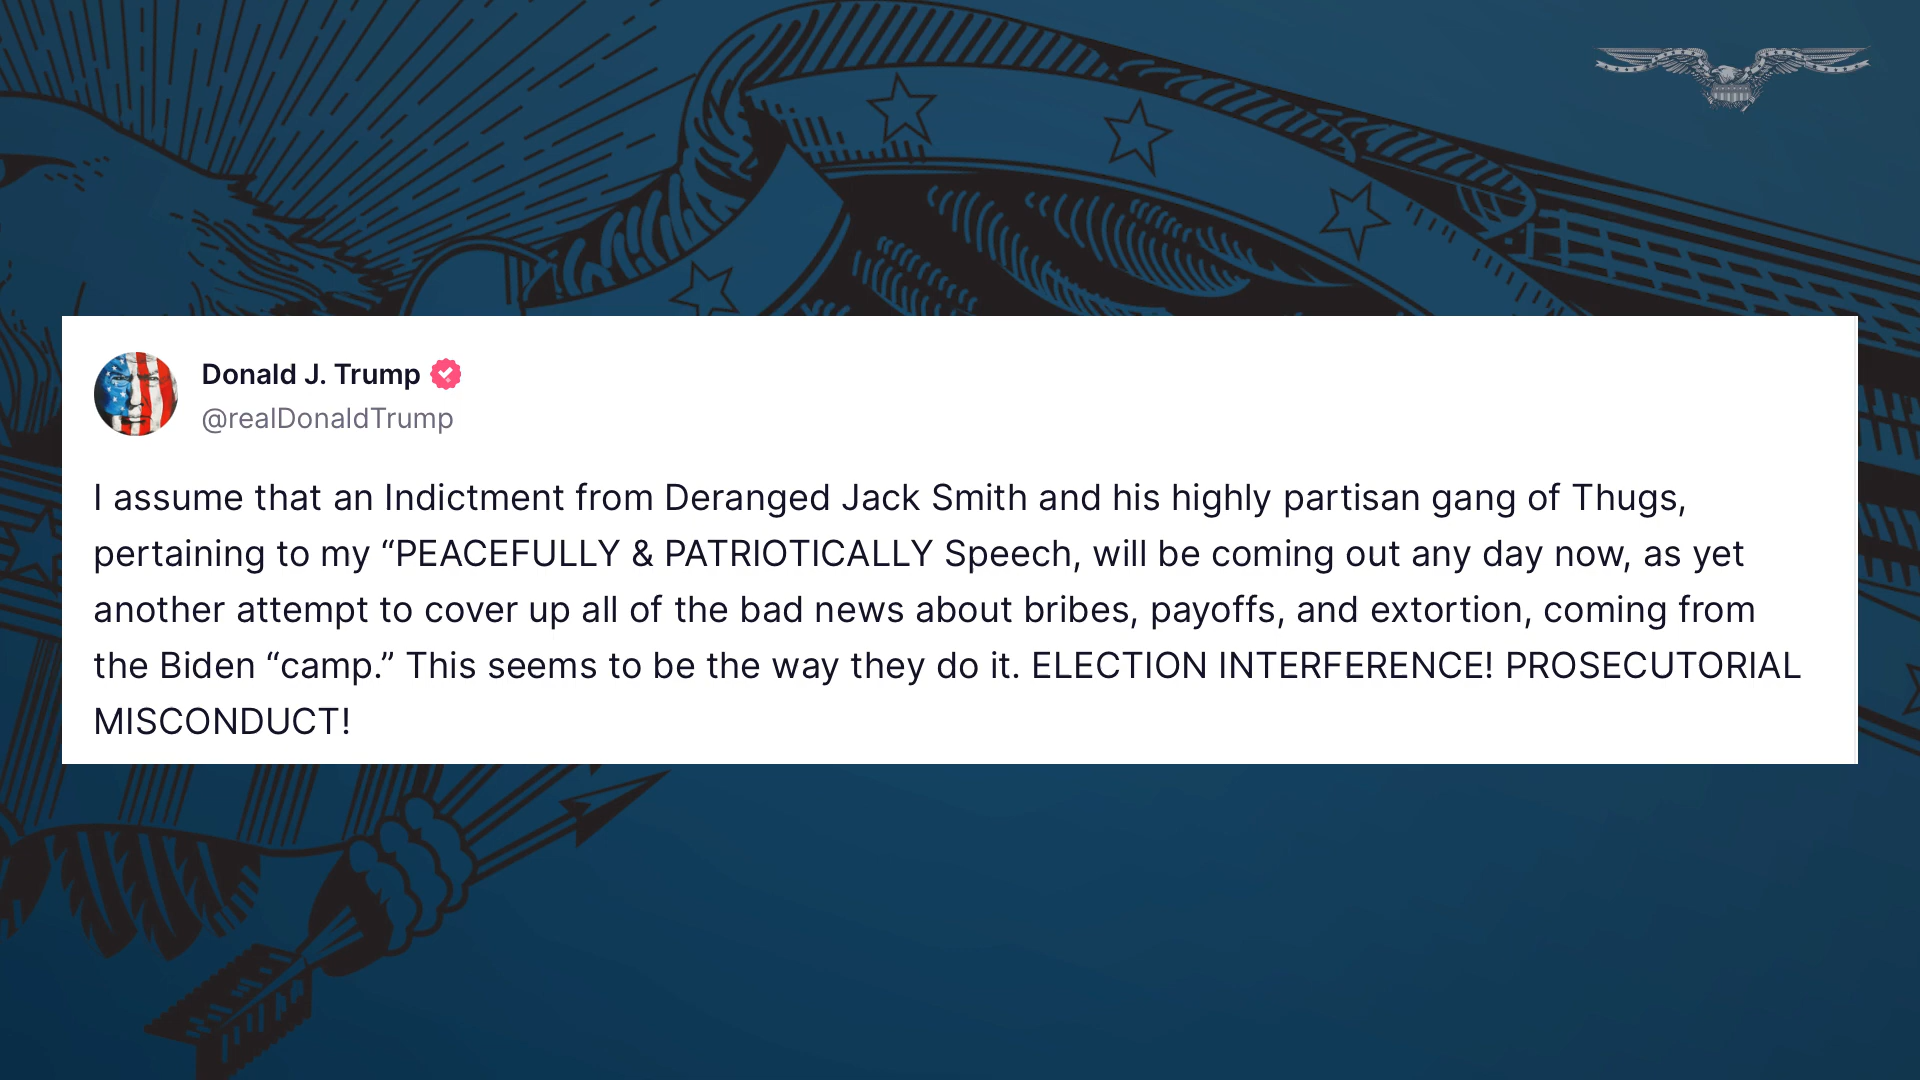 Donald J. Trump
@realDonaldTrump
I assume that an Indictment from Deranged Jack Smith and his highly partisan gang of Thugs,
pertaining to my “PEACEFULLY & PATRIOTICALLY Speech, will be coming out any day now, as yet
another attempt to cover up all of the bad news about bribes, payoffs, and extortion, coming from
the Biden “camp.” This seems to be the way they do it. ELECTION INTERFERENCE! PROSECUTORIAL
MISCONDUCT!